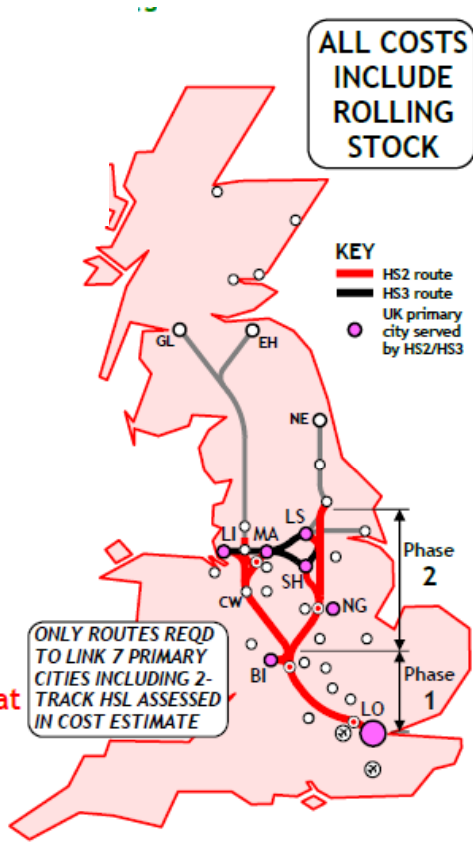 ALL COSTS
INCLUDE
ROLLING
STOCK
KEY
HS2 route
HS3 route
UK primary
city served
by HS2/HS3
GL
EH
NE
LS
LI
MA
SH
CW
NG
BI
LO
Phase
2
Phase
1
ONLY ROUTES REQD
TO LINK 7 PRIMARY
CITIES INCLUDING 2-
TRACK HSL ASSESSED
IN COST ESTIMATE
at